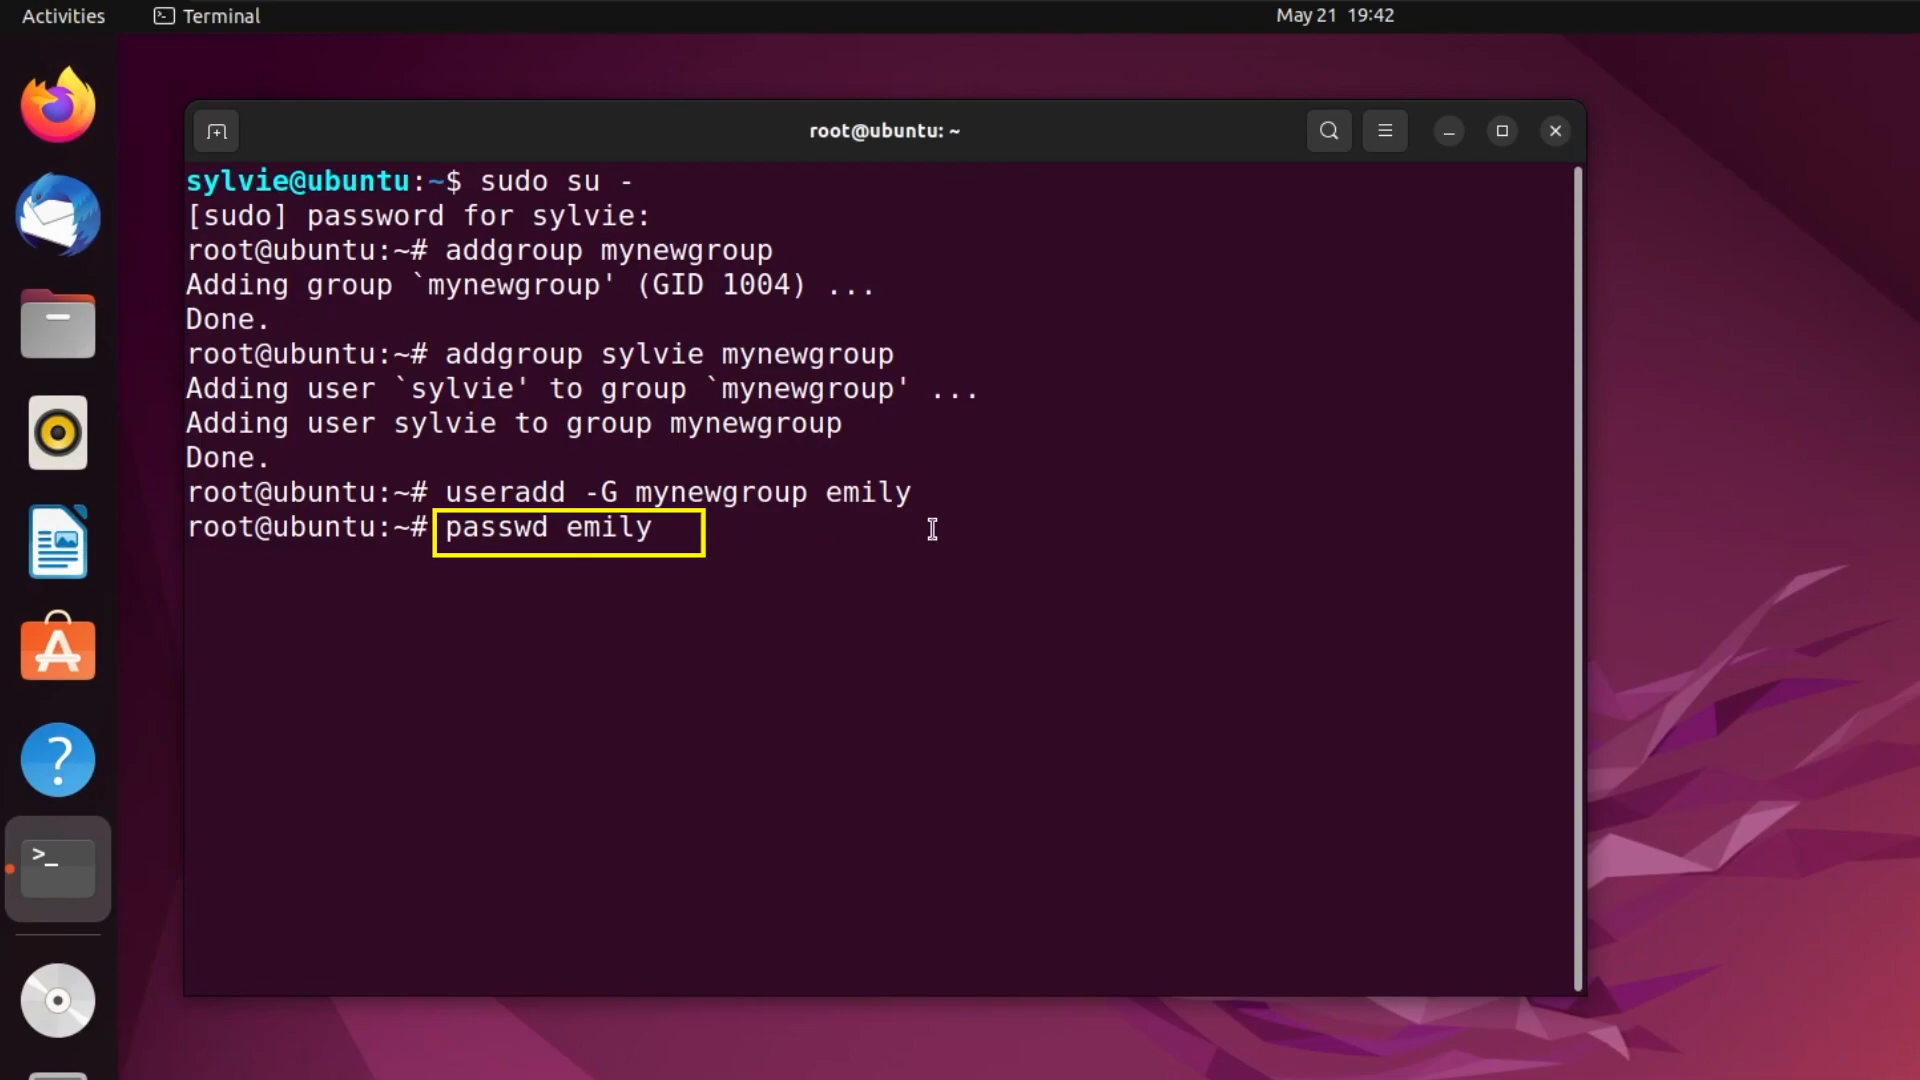 Activities Terminal May 21 19:42
root@ubuntu: ~
sylvie@ubuntu:~$ sudo su -
[sudo] password for sylvie:
root@ubuntu:~# addgroup mynewgroup
Adding group `mynewgroup' (GID 1004) ...
Done.
root@ubuntu:~# addgroup sylvie mynewgroup
Adding user `sylvie' to group `mynewgroup' ...
Adding user sylvie to group mynewgroup
Done.
root@ubuntu:~# useradd -G mynewgroup emily
root@ubuntu:~# passwd emily